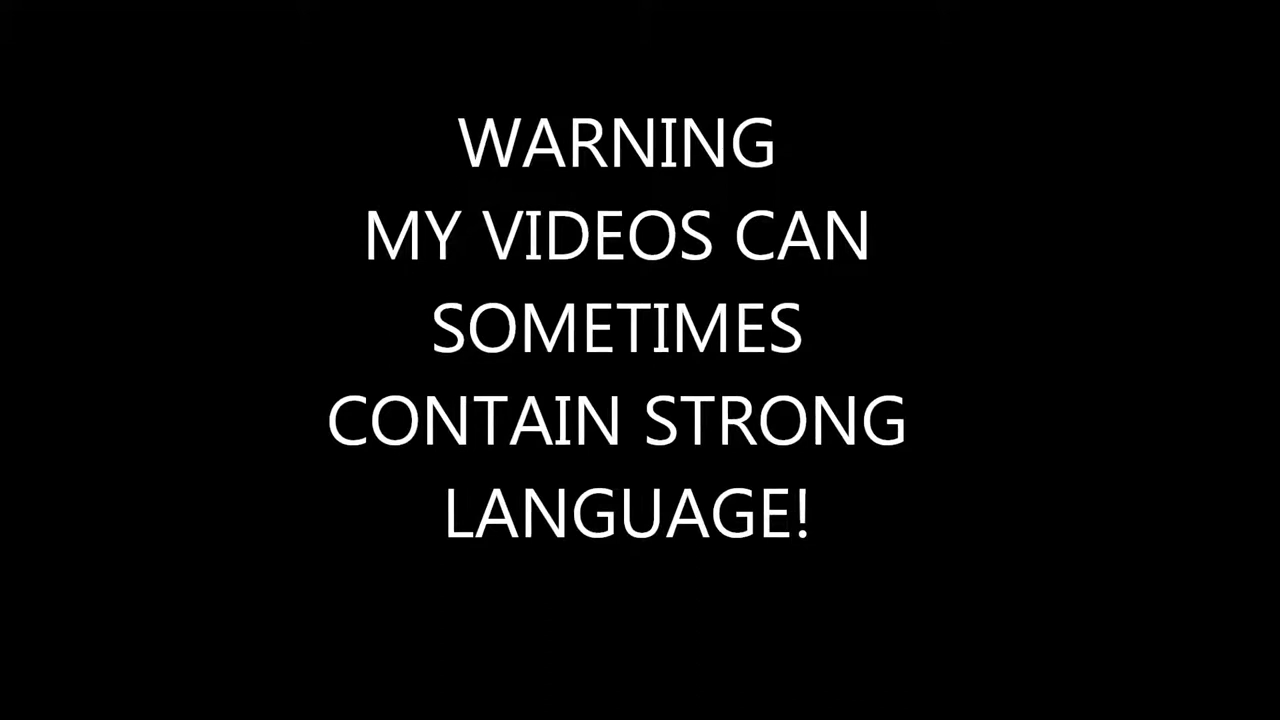 WARNING
MY VIDEOS CAN
SOMETIMES
CONTAIN STRONG
LANGUAGE!